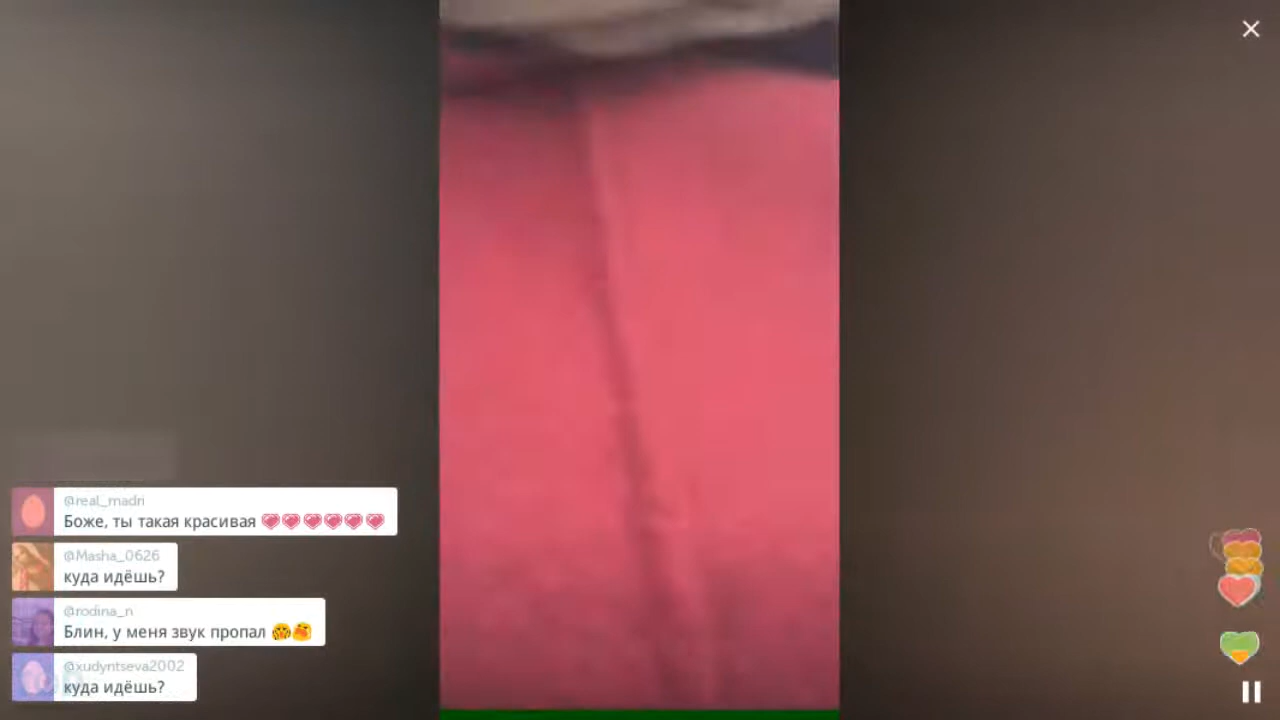 @real_madri
Боже, ты такая красивая 💗💗💗💗💗💗
@Masha_0626
куда идёшь?
@rodina_n
Блин, у меня звук пропал
@xudyntseva2002
куда идёшь?